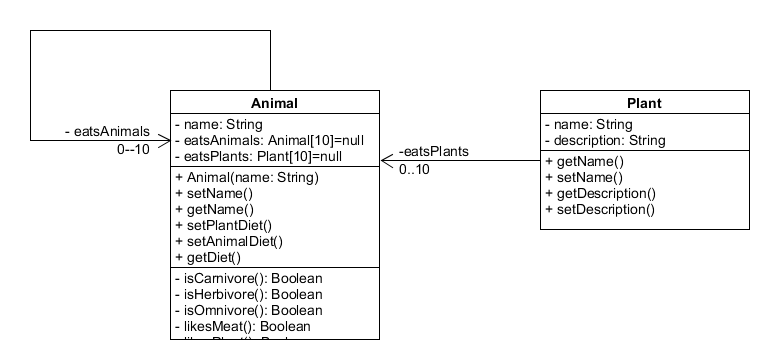 Animal
- name: String
- eatsAnimals: Animal[10]=null
- eatsPlants: Plant[10]=null
+ Animal(name: String)
+ setName()
+ getName()
+ setPlantDiet()
+ setAnimalDiet()
+ getDiet()
- isCarnivore(): Boolean
- isHerbivore(): Boolean
- isOmnivore(): Boolean
- likesMeat(): Boolean
- eatsAnimals
0--10
-eatsPlants
0..10
Plant
- name: String
- description: String
+ getName()
+ setName()
+ getDescription()
+ setDescription()